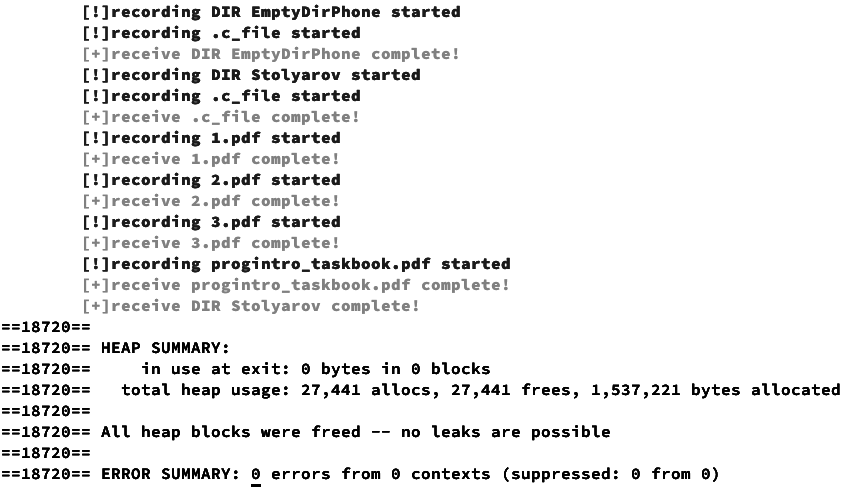 [!]recording DIR EmptyDirPhone started
[!]recording .c_file started
[+]receive DIR EmptyDirPhone complete!
[!]recording DIR Stolyarov started
[!]recording .c_file started
[+]receive .c_file complete!
[!]recording 1.pdf started
[+]receive 1.pdf complete!
[!]recording 2.pdf started
[+]receive 2.pdf complete!
[!]recording 3.pdf started
[+]receive 3.pdf complete!
[!]recording progintro_taskbook.pdf started
[+]receive progintro_taskbook.pdf complete!
[+]receive DIR Stolyarov complete!
==18720==
==18720== HEAP SUMMARY:
==18720==     in use at exit: 0 bytes in 0 blocks
==18720==   total heap usage: 27,441 allocs, 27,441 frees, 1,537,221 bytes allocated
==18720==
==18720== All heap blocks were freed -- no leaks are possible
==18720==
==18720== ERROR SUMMARY: 0 errors from 0 contexts (suppressed: 0 from 0)